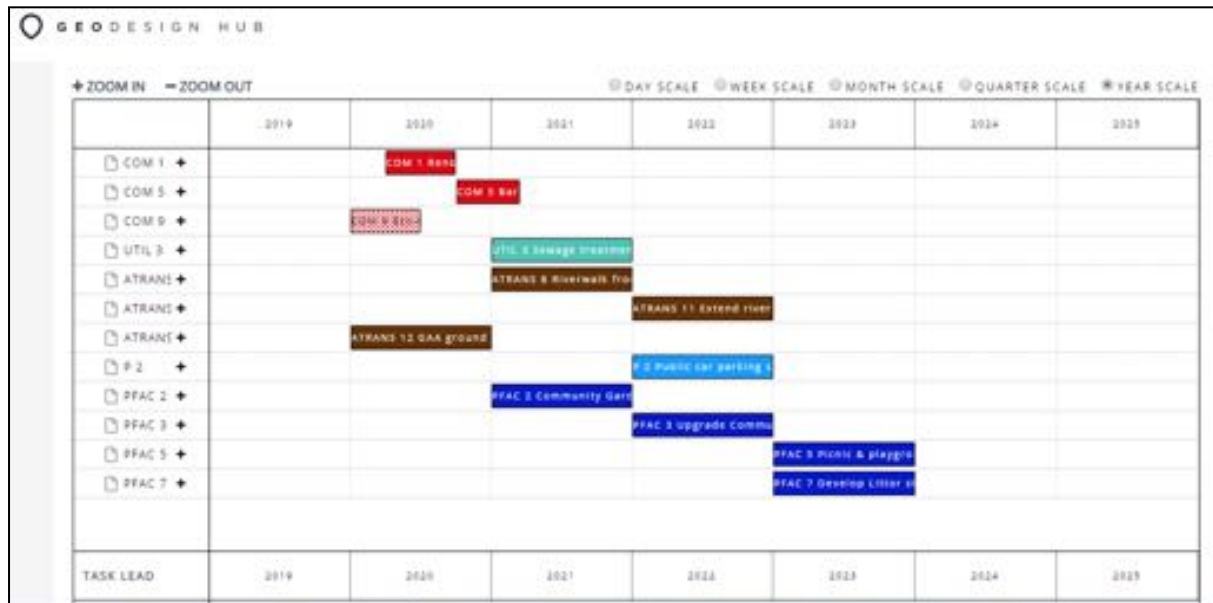 GEODESIGN HUB
+ ZOOM IN − ZOOM OUT DAY SCALE WEEK SCALE MONTH SCALE QUARTER SCALE YEAR SCALE
2019 2020 2021 2022 2023 2024 2025
COM 1 + COM 1 Reno
COM 5 + COM 5 Bar
COM 9 + COM 9
UTIL 3 + UTIL 3 Sewage treatmen
ATRANS + ATRANS 8 Riverwalk fro
ATRANS + ATRANS 11 Extend river
ATRANS + ATRANS 12 GAA ground
P 2 + P 2 Public car parking
PFAC 2 + PFAC 2 Community Gard
PFAC 3 + PFAC 3 Upgrade Commu
PFAC 5 + PFAC 5 Picnic & playgro
PFAC 7 + PFAC 7 Develop
TASK LEAD 2019 2020 2021 2022 2023 2024 2025